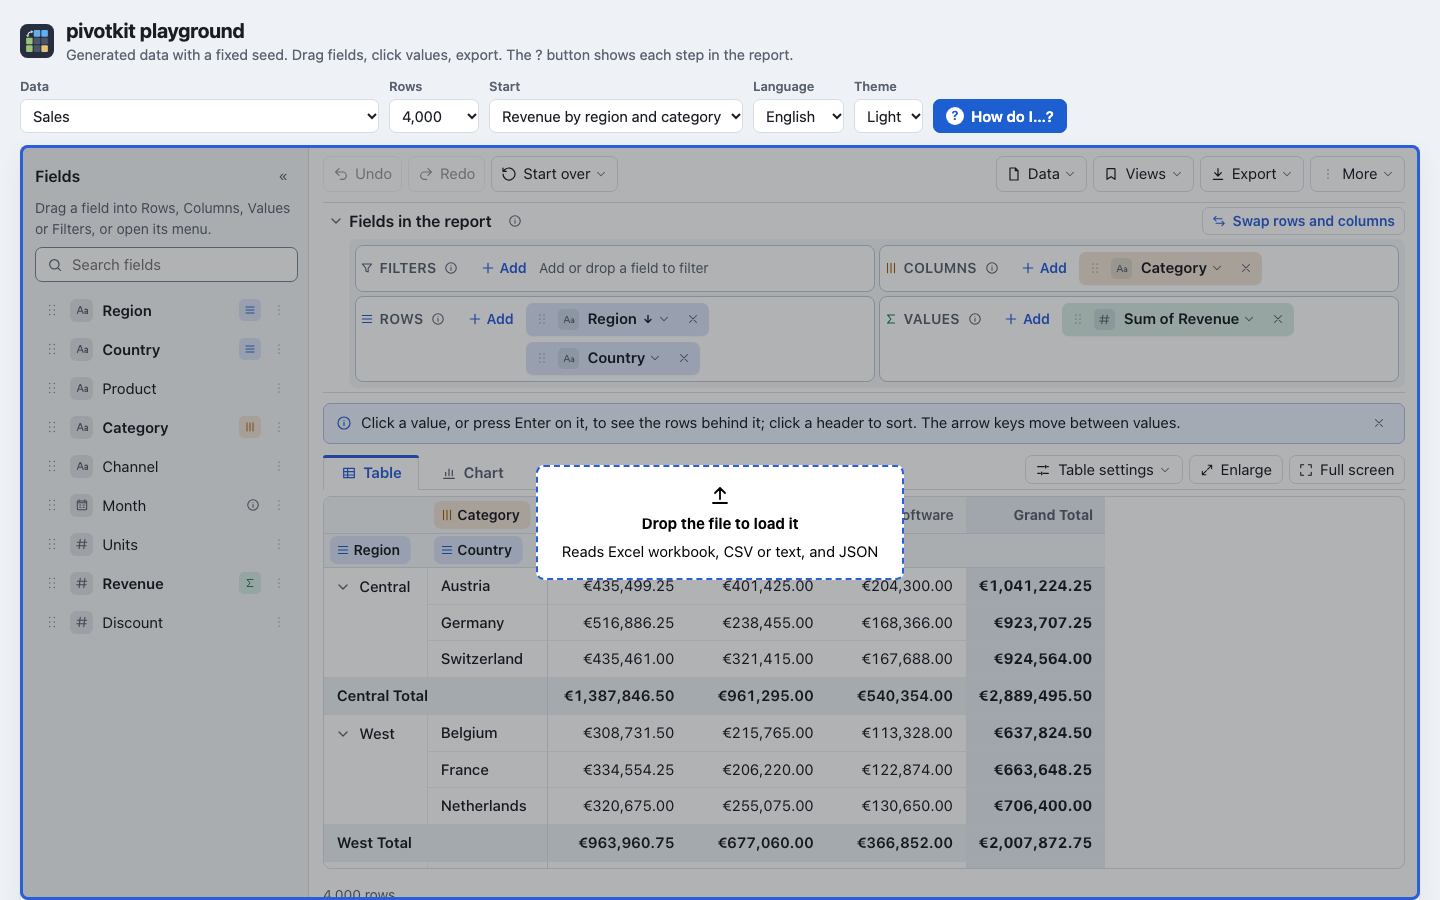 pivotkit playground
Generated data with a fixed seed. Drag fields, click values, export. The ? button shows each step in the report.
Data Rows Start Language Theme
Sales 4,000 Revenue by region and category English Light ? How do I...?
Fields «
Drag a field into Rows, Columns, Values
or Filters, or open its menu.
Search fields
Aa Region
Aa Country
Aa Product
Aa Category
Aa Channel
Month
# Units
# Revenue Σ
# Discount
Undo Redo Start over Data Views Export More
Fields in the report Swap rows and columns
FILTERS + Add Add or drop a field to filter
COLUMNS + Add Aa Category ×
ROWS + Add Aa Region ↓ ×
Aa Country ×
Σ VALUES + Add # Sum of Revenue ×
Click a value, or press Enter on it, to see the rows behind it; click a header to sort. The arrow keys move between values. ×
Table Chart Table settings Enlarge Full screen
Drop the file to load it
Reads Excel workbook, CSV or text, and JSON
Category oftware Grand Total
Region Country
Central Austria €435,499.25 €401,425.00 €204,300.00 €1,041,224.25
Germany €516,886.25 €238,455.00 €168,366.00 €923,707.25
Switzerland €435,461.00 €321,415.00 €167,688.00 €924,564.00
Central Total €1,387,846.50 €961,295.00 €540,354.00 €2,889,495.50
West Belgium €308,731.50 €215,765.00 €113,328.00 €637,824.50
France €334,554.25 €206,220.00 €122,874.00 €663,648.25
Netherlands €320,675.00 €255,075.00 €130,650.00 €706,400.00
West Total €963,960.75 €677,060.00 €366,852.00 €2,007,872.75
4,000 rows